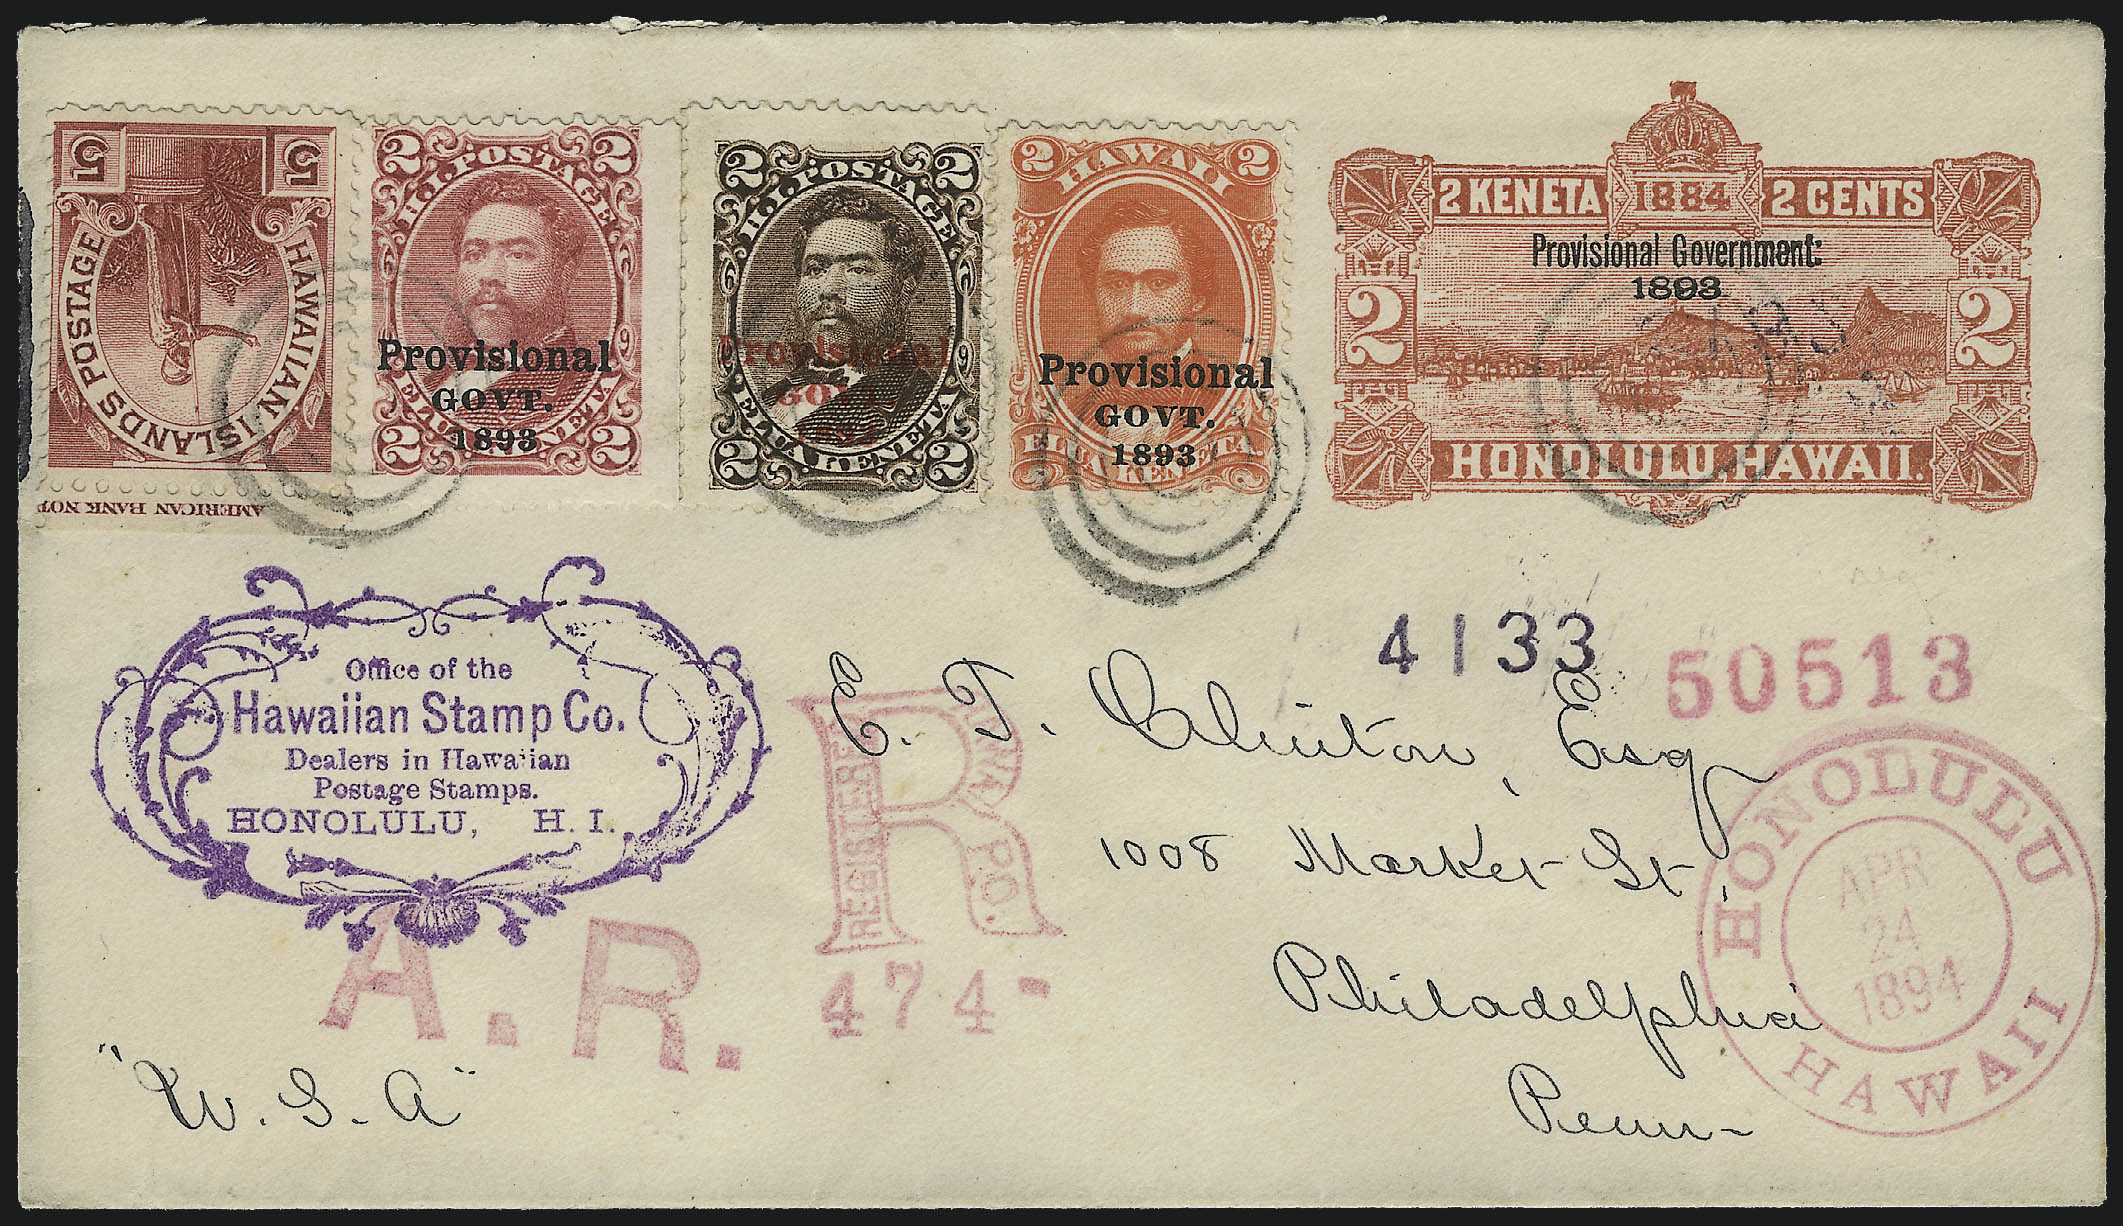 5 5
HAWAIIAN ISLANDS POSTAGE
AMERICAN BANK NOT
2 H.I. POSTAGE 2
Provisional
GOVT.
1893
2 2
2 H.I. POSTAGE 2
GO
2 2
2 HAWAII 2
Provisional
GOVT.
1893
1884
2 KENETA 2 CENTS
Provisional Government:
1893
2 2
HONOLULU, HAWAII.
Office of the
Hawaiian Stamp Co.
Dealers in Hawaiian
Postage Stamps.
HONOLULU, H. I.
4133
50513
E. T. Clinton, Esq
1008 Market St,
Philadelphia
Penn-
REGISTERED
R
P.O.
474-
A.R.
"U.S.A"
HONOLULU
APR
24
1894
HAWAII